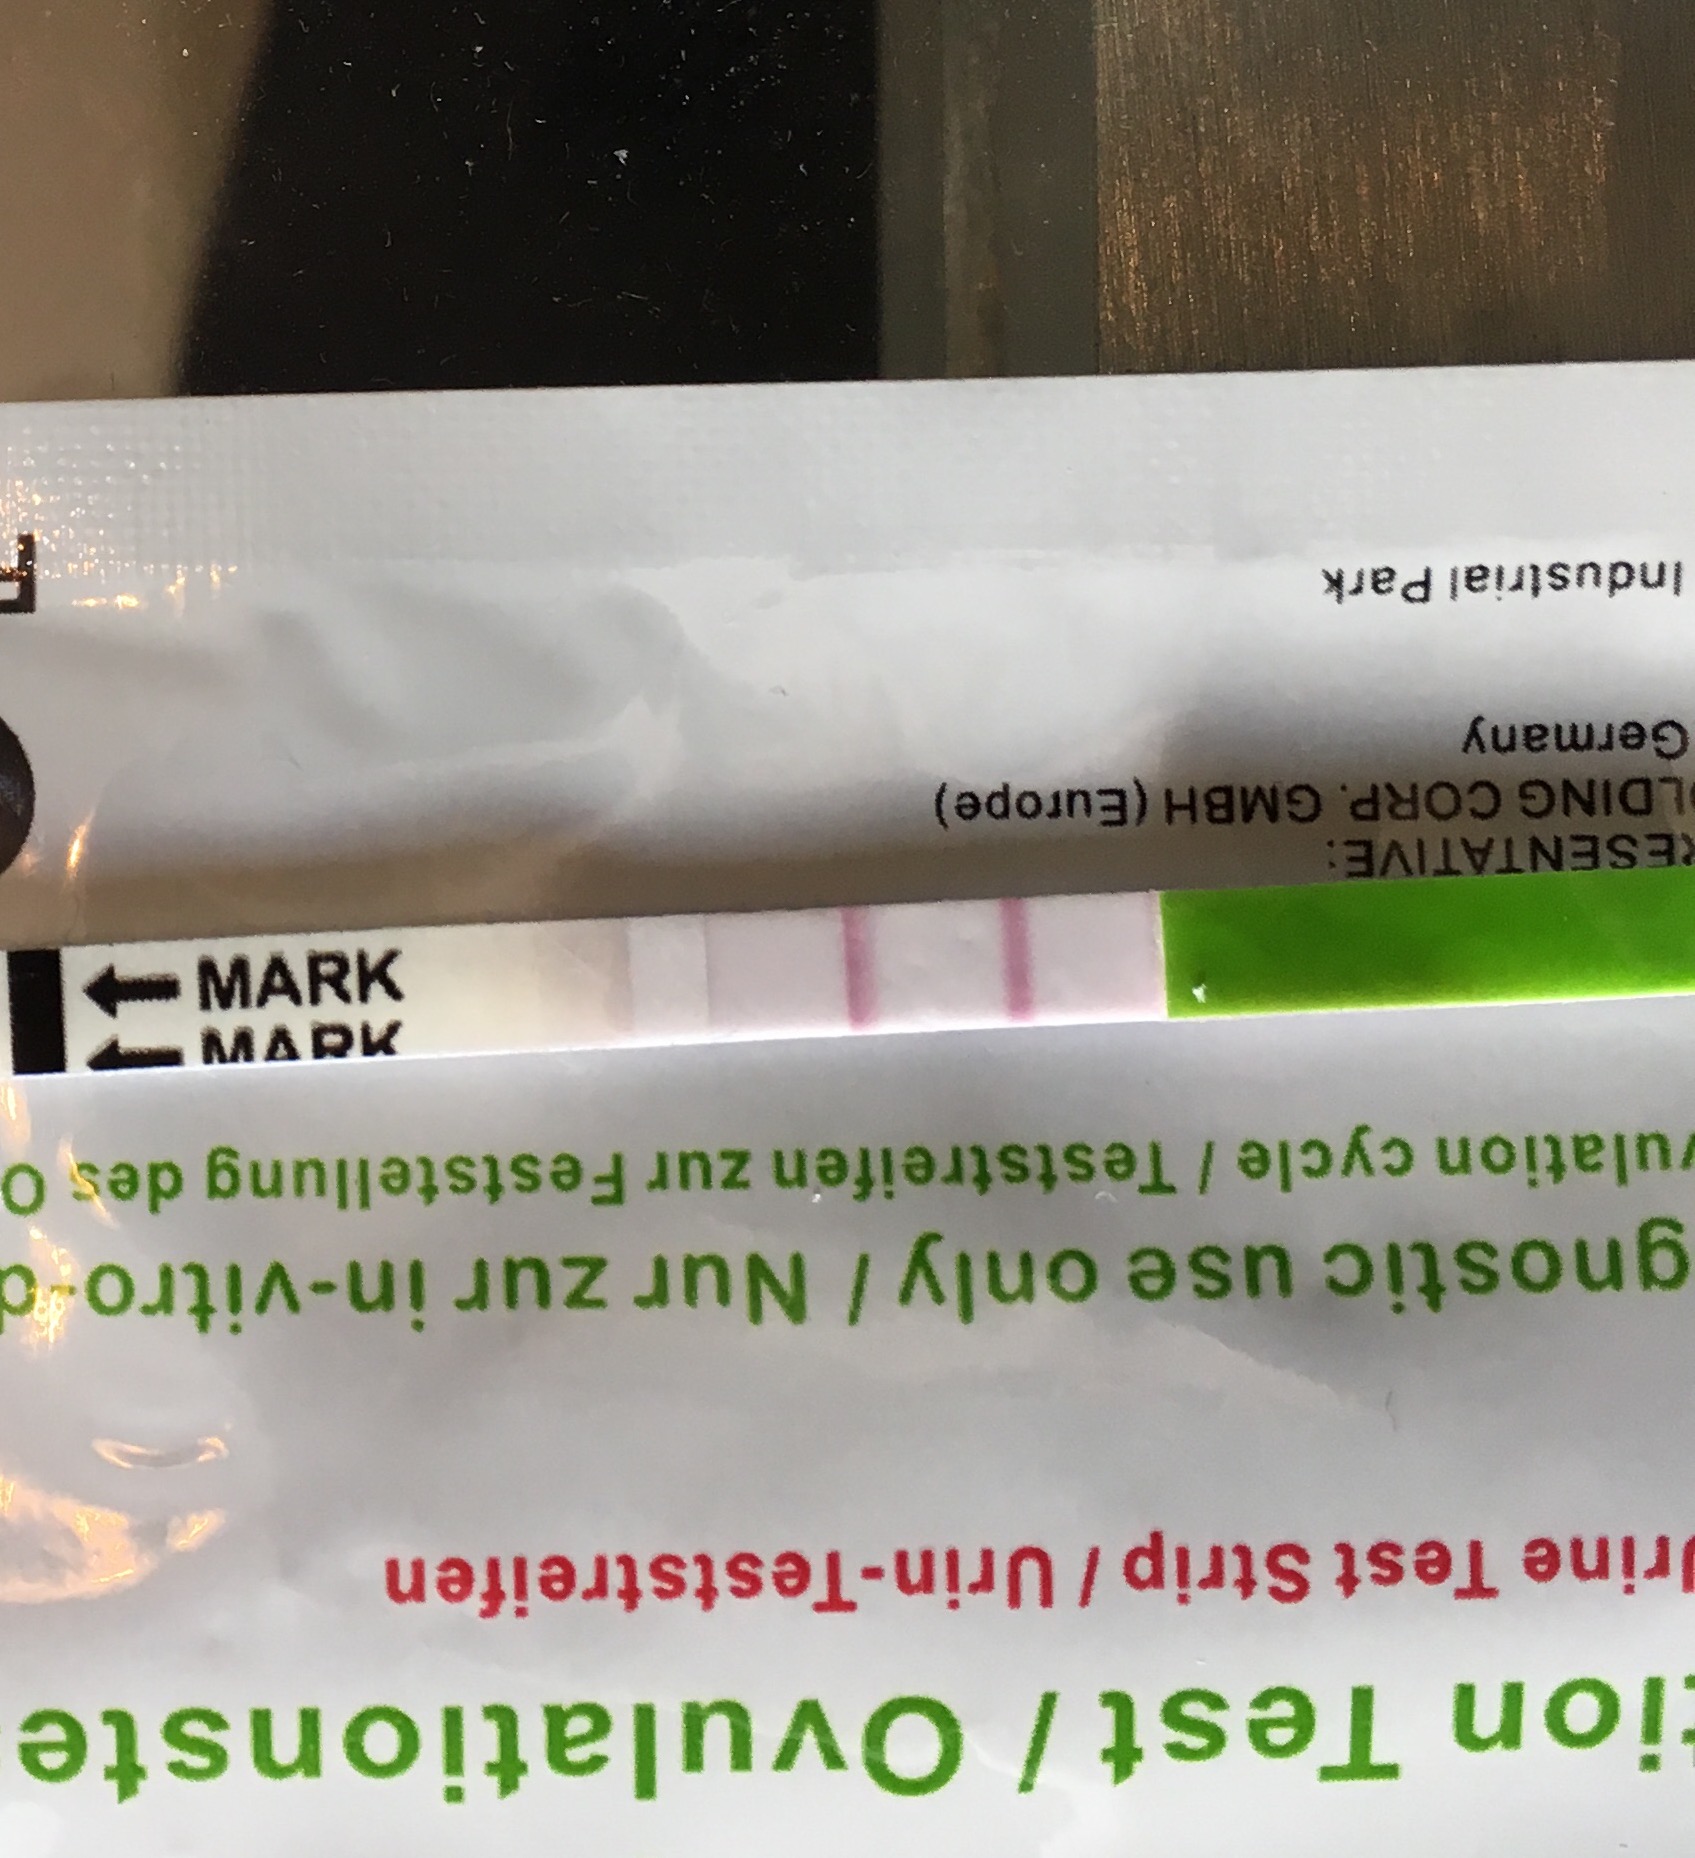 MARK
MARK
tion Test / Ovulationste
Urine Test Strip / Urin-Teststreifen
gnostic use only / Nur zur in-vitro-d
vulation cycle / Teststreifen zur Feststellung des O
RESENTATIVE:
LDING CORP. GMBH (Europe)
Germany
Industrial Park